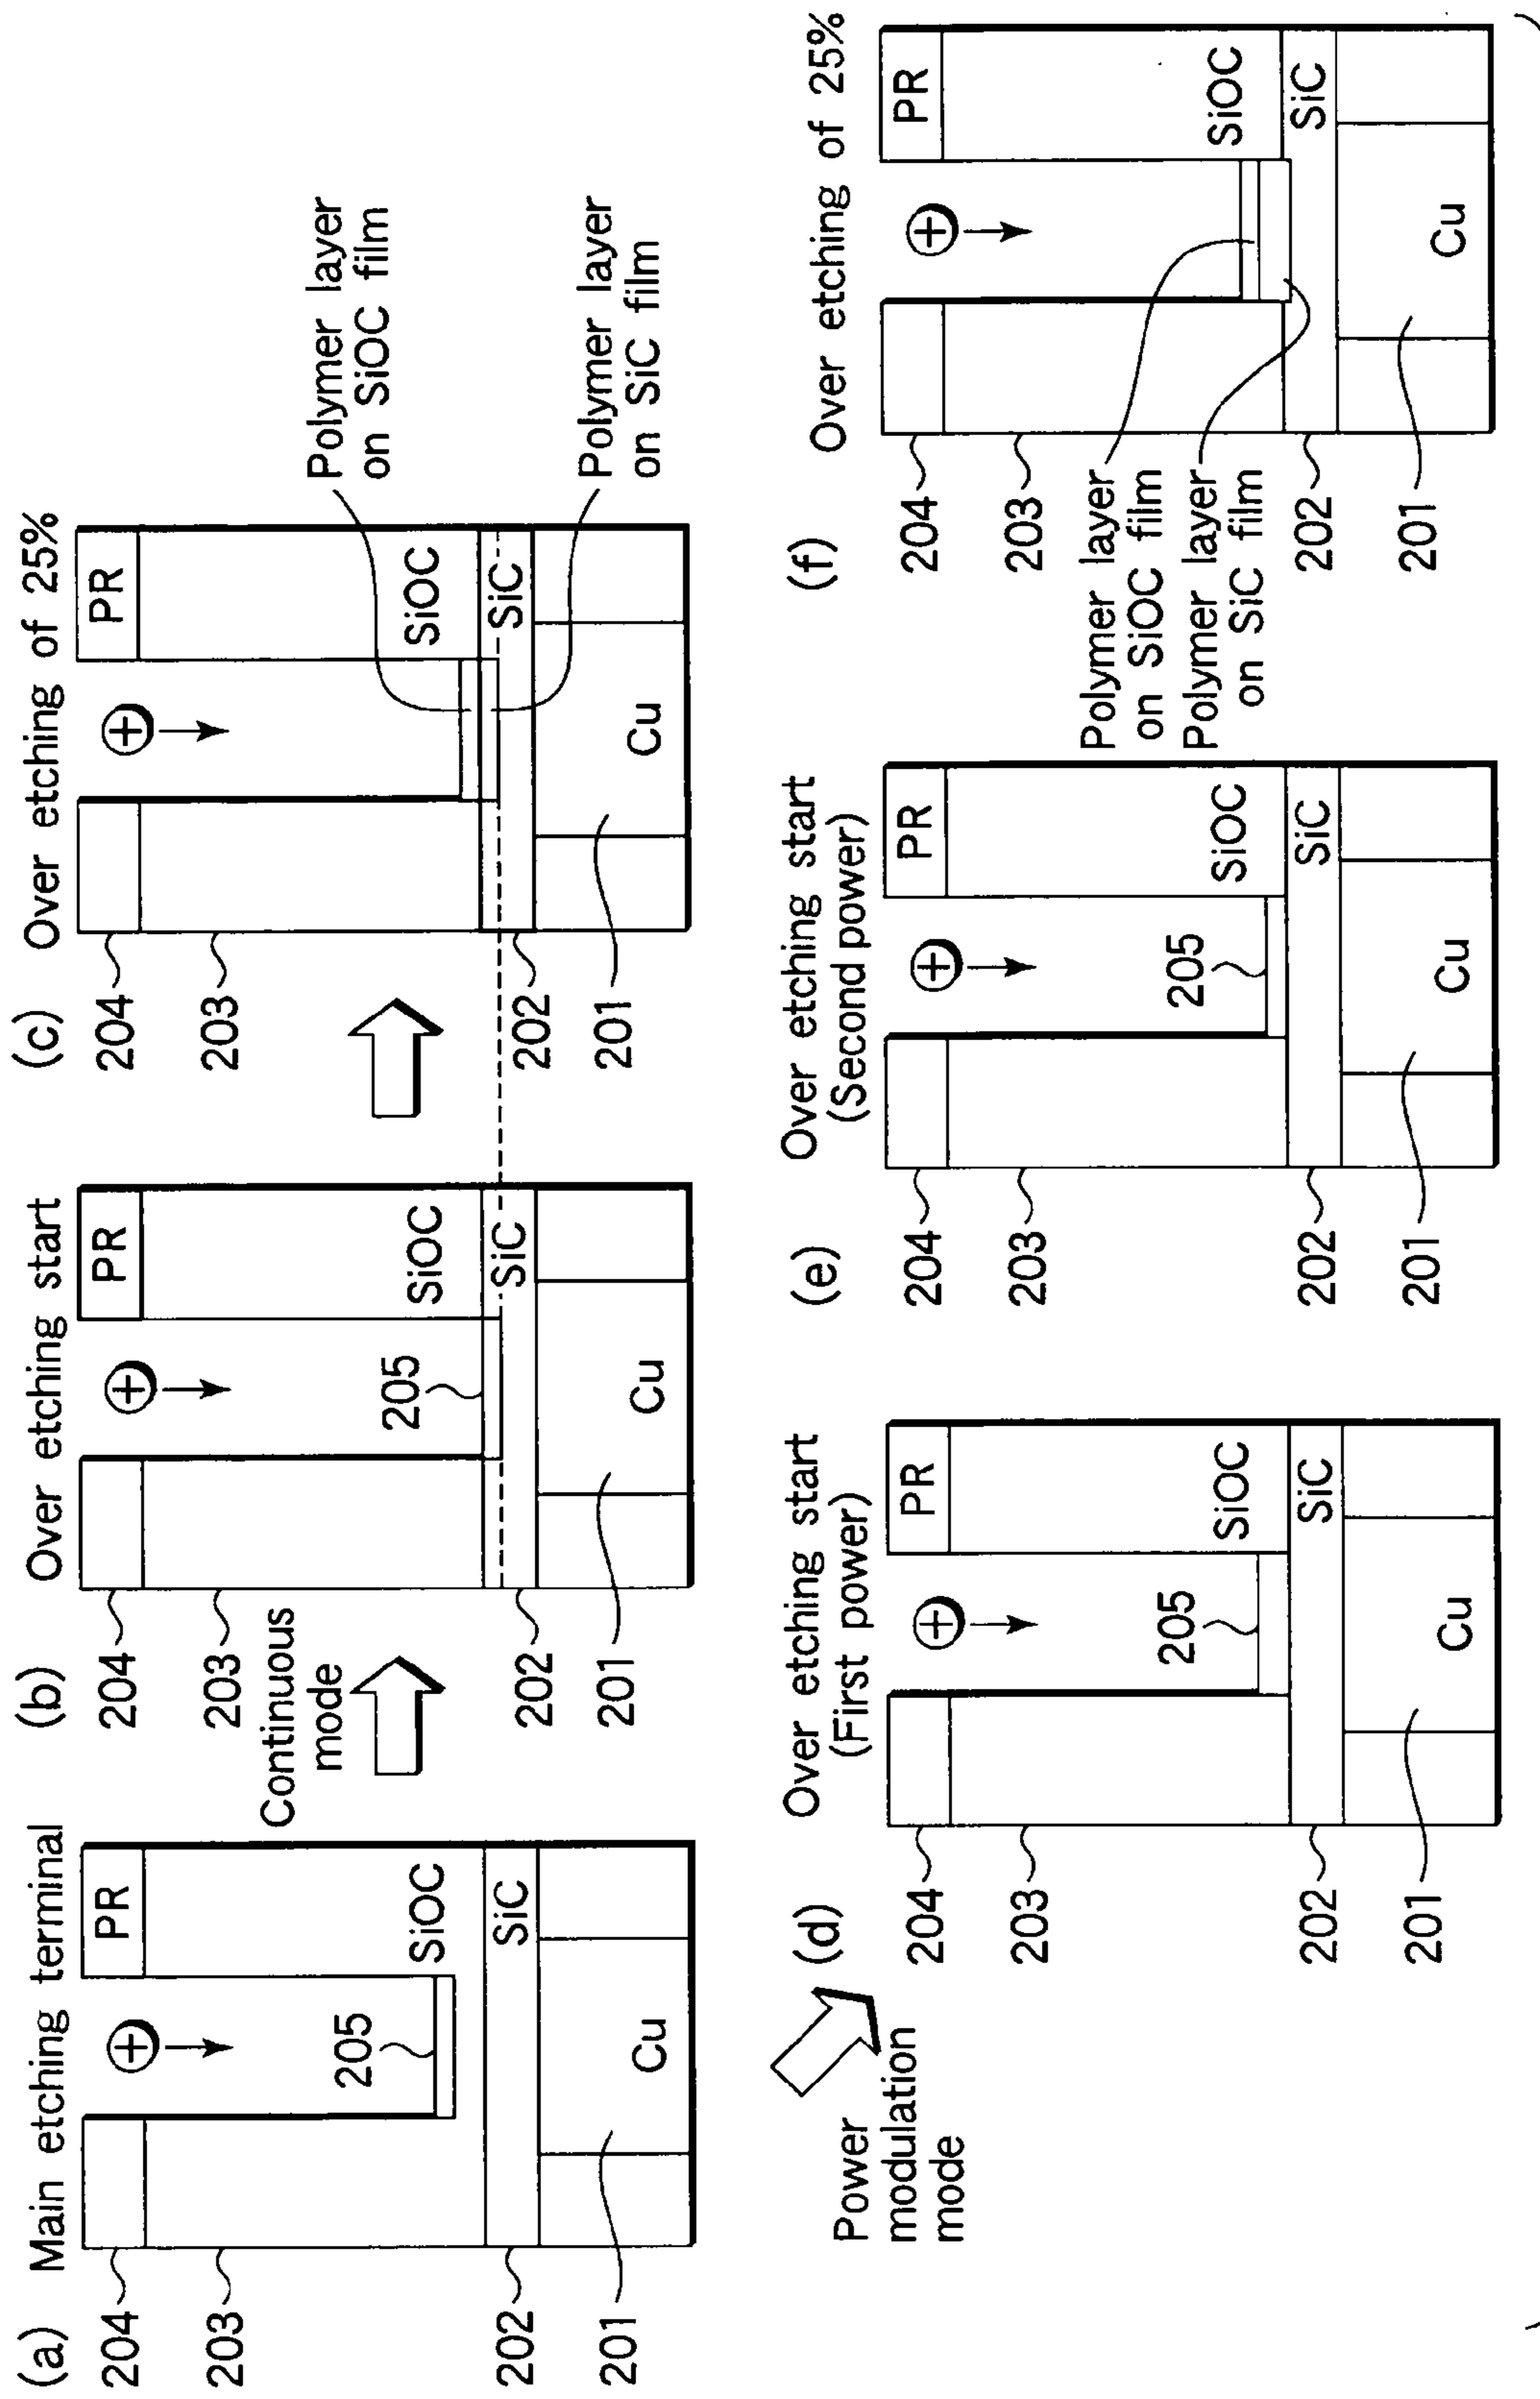 (a) Main etching terminal
204
203
202
201
205
PR
SiOC
SiC
Cu
Continuous
mode
(b) Over etching start
204
203
202
201
205
PR
SiOC
SiC
Cu
(c) Over etching of 25%
204
203
202
201
PR
SiOC
SiC
Cu
Polymer layer
on SiOC film
Polymer layer
on SiC film
Power
modulation
mode
(d) Over etching start
(First power)
204
203
202
201
205
PR
SiOC
SiC
Cu
(e) Over etching start
(Second power)
204
203
202
201
205
PR
SiOC
SiC
Cu
(f) Over etching of 25%
204
203
Polymer layer
on SiOC film
Polymer layer
on SiC film
202
201
PR
SiOC
SiC
Cu